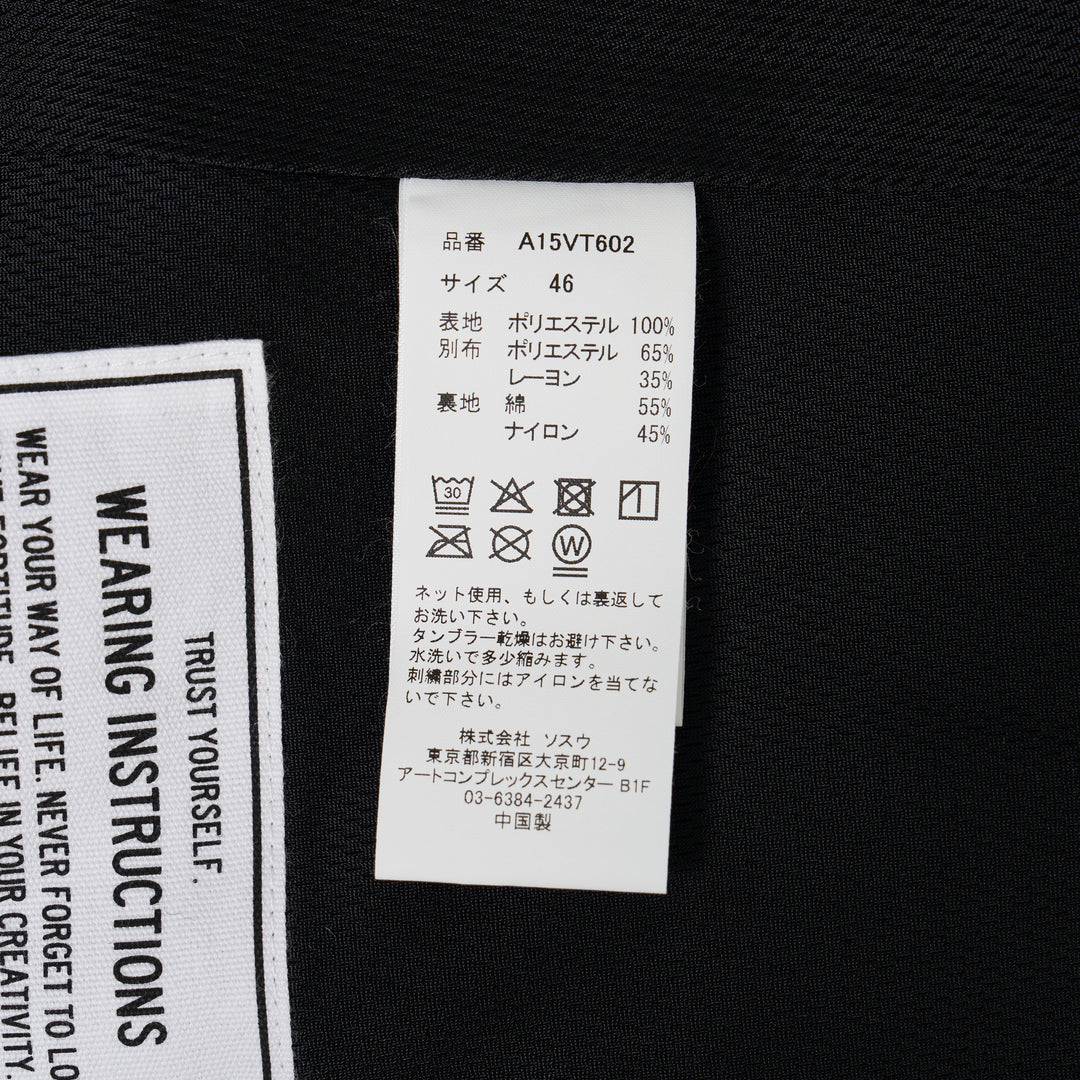 品番 A15VT602
サイズ 46
表地 ポリエステル 100%
別布 ポリエステル 65%
レーヨン 35%
裏地 綿 55%
ナイロン 45%
30
W
ネット使用、もしくは裏返して
お洗い下さい。
タンブラー乾燥はお避け下さい。
水洗いで多少縮みます。
刺繍部分にはアイロンを当てな
いで下さい。
株式会社 ソスウ
東京都新宿区大京町12-9
アートコンプレックスセンター B1F
03-6384-2437
中国製
TRUST YOURSELF.
WEARING INSTRUCTIONS
WEAR YOUR WAY OF LIFE. NEVER FORGET TO
FORTITUDE, BELIEF IN YOUR CREATIVITY.